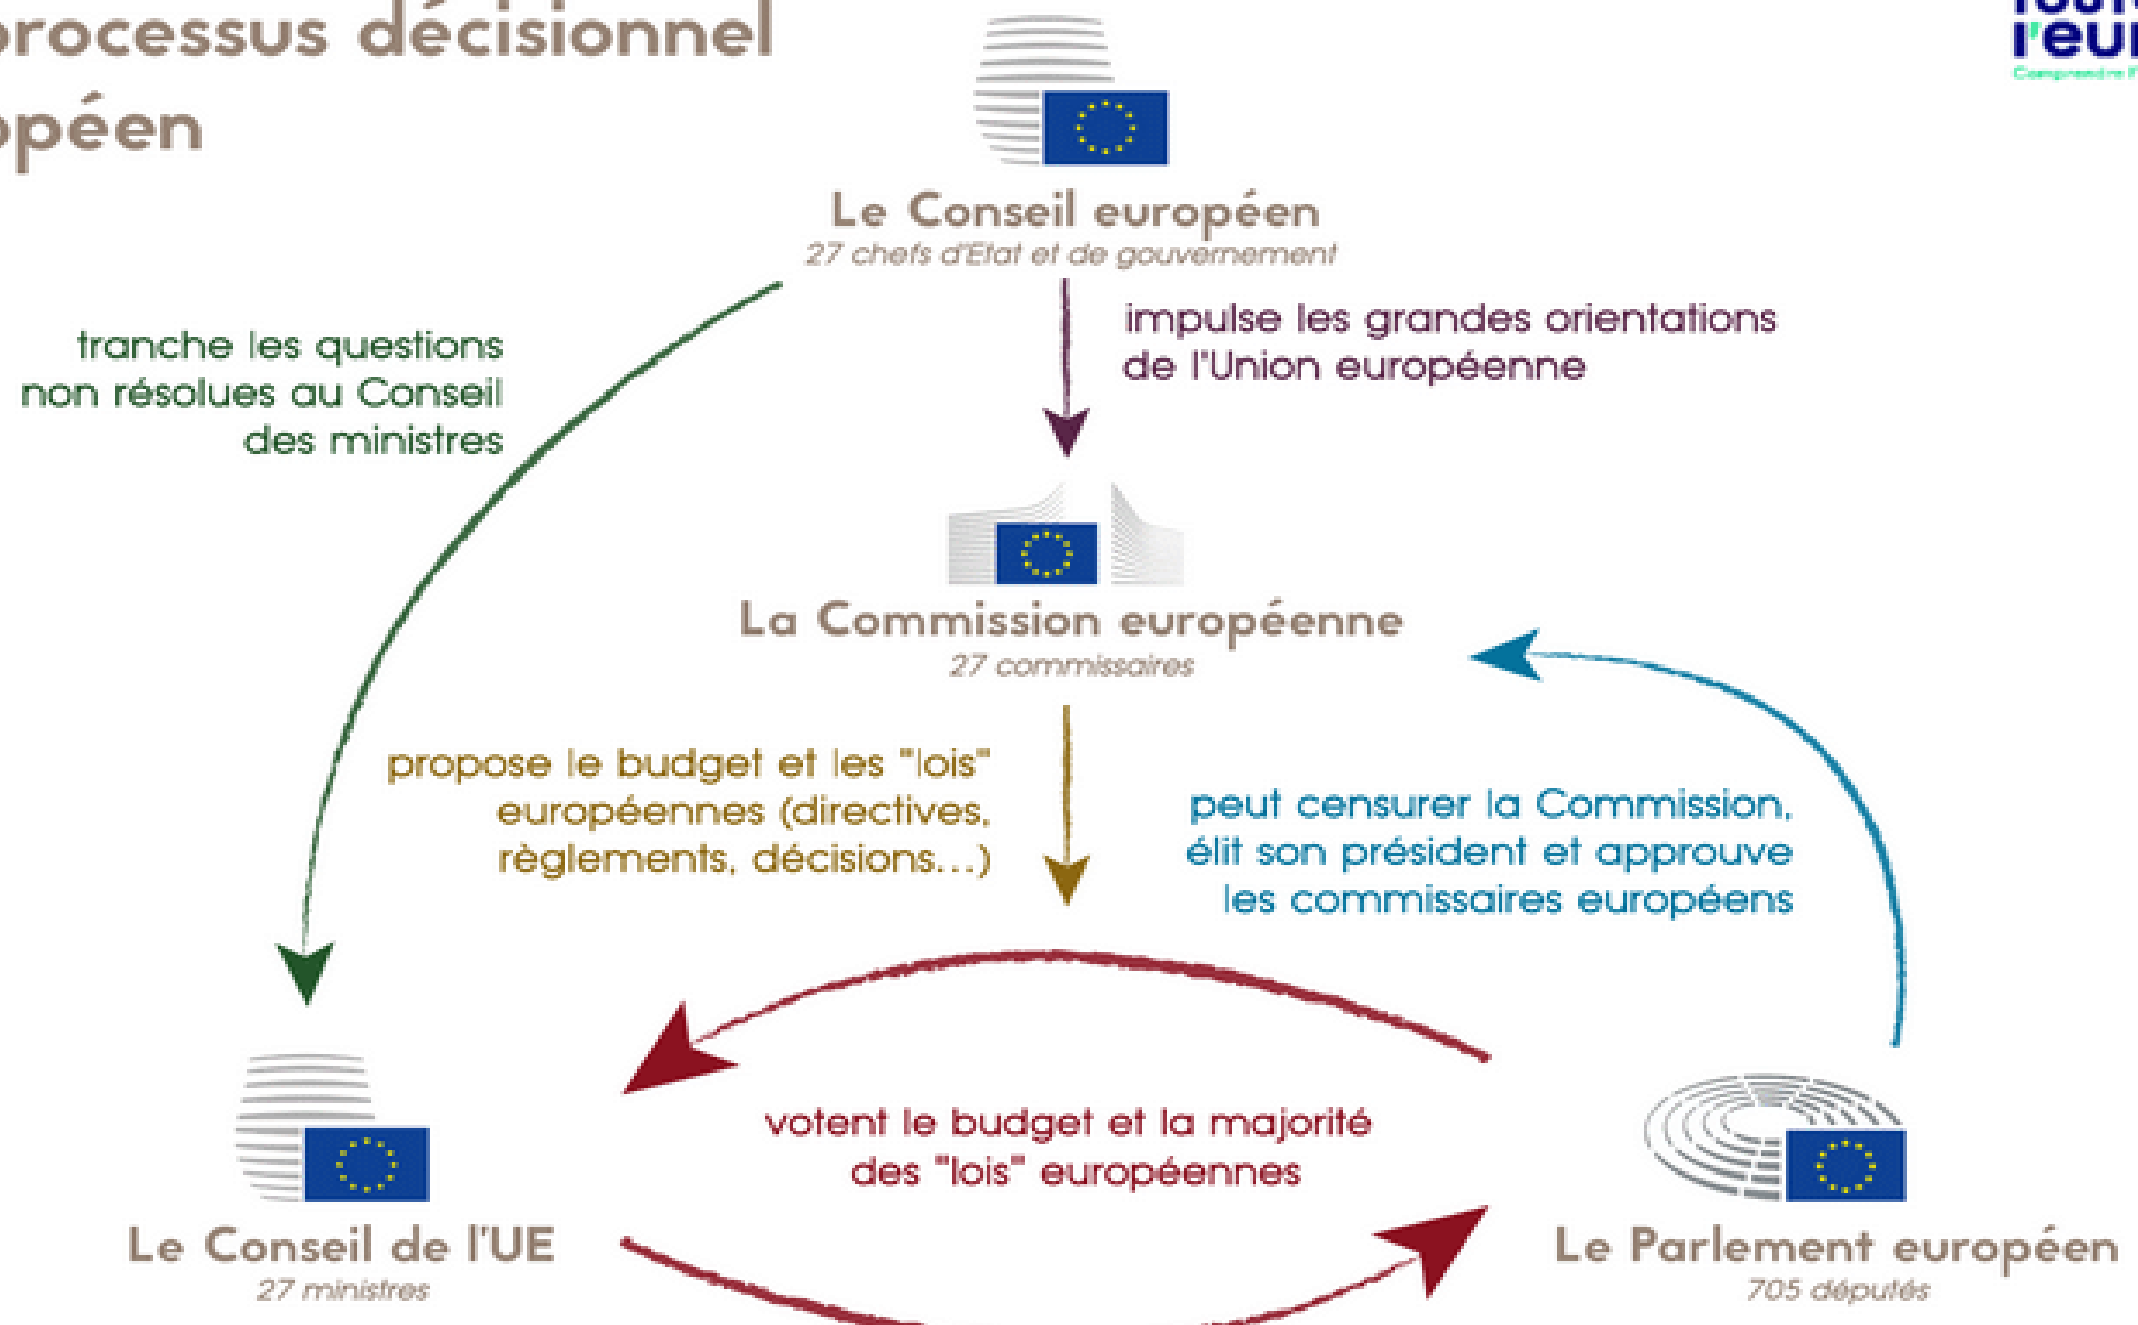 processus décisionnel
opéen
l'eur
Le Conseil européen
27 chefs d'Etat et de gouvernement
tranche les questions
non résolues au Conseil
des ministres
impulse les grandes orientations
de l'Union européenne
La Commission européenne
27 commissaires
propose le budget et les "lois"
européennes (directives,
règlements, décisions...)
peut censurer la Commission,
élit son président et approuve
les commissaires européens
votent le budget et la majorité
des "lois" européennes
Le Conseil de l'UE
27 ministres
Le Parlement européen
705 députés